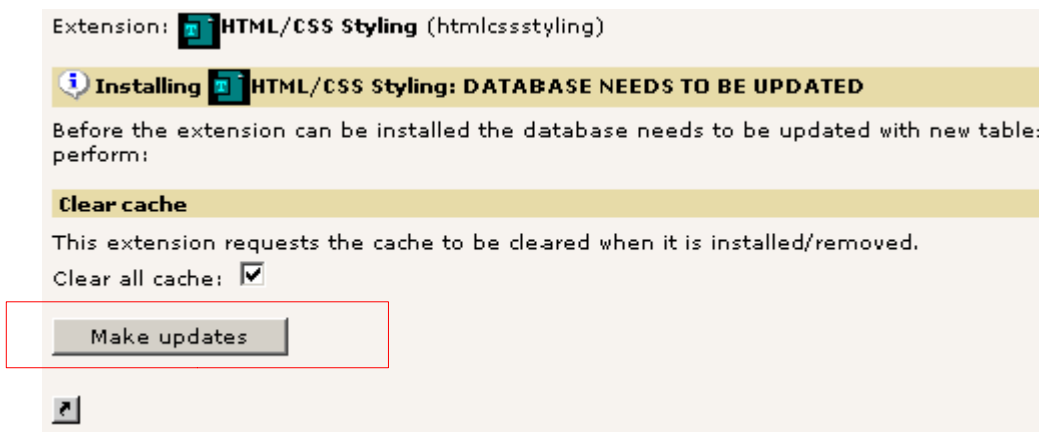 Extension: HTML/CSS Styling (htmlcssstyling)
Installing HTML/CSS Styling: DATABASE NEEDS TO BE UPDATED
Before the extension can be installed the database needs to be updated with new
perform:
Clear cache
This extension requests the cache to be cleared when it is installed/removed.
Clear all cache:
Make updates